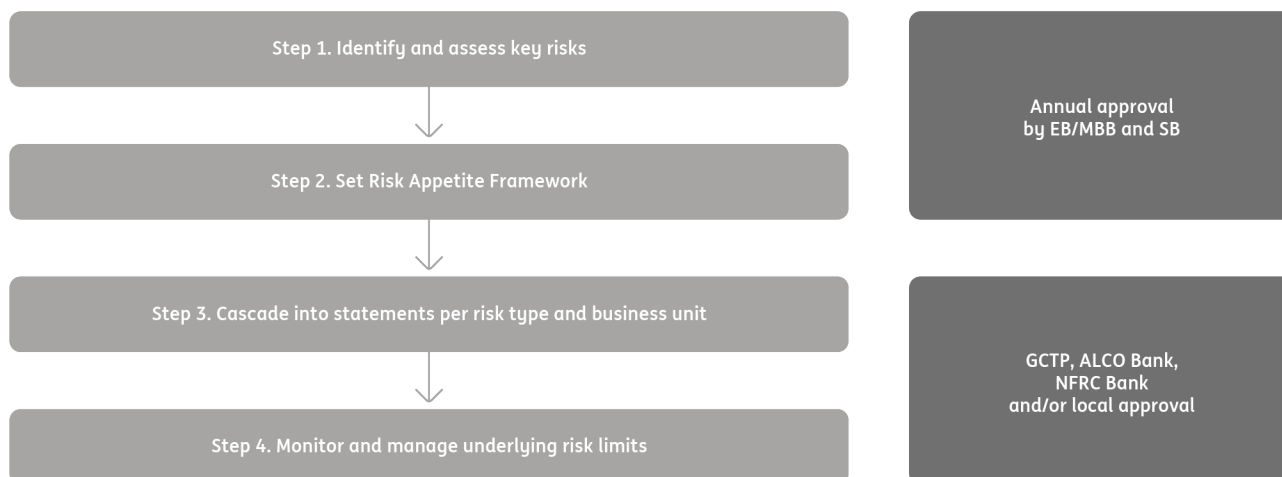 Step 1. Identify and assess key risks
Annual approval
by EB/MBB and SB
Step 2. Set Risk Appetite Framework
Step 3. Cascade into statements per risk type and business unit
GCTP, ALCO Bank,
NFRC Bank
and/or local approval
Step 4. Monitor and manage underlying risk limits